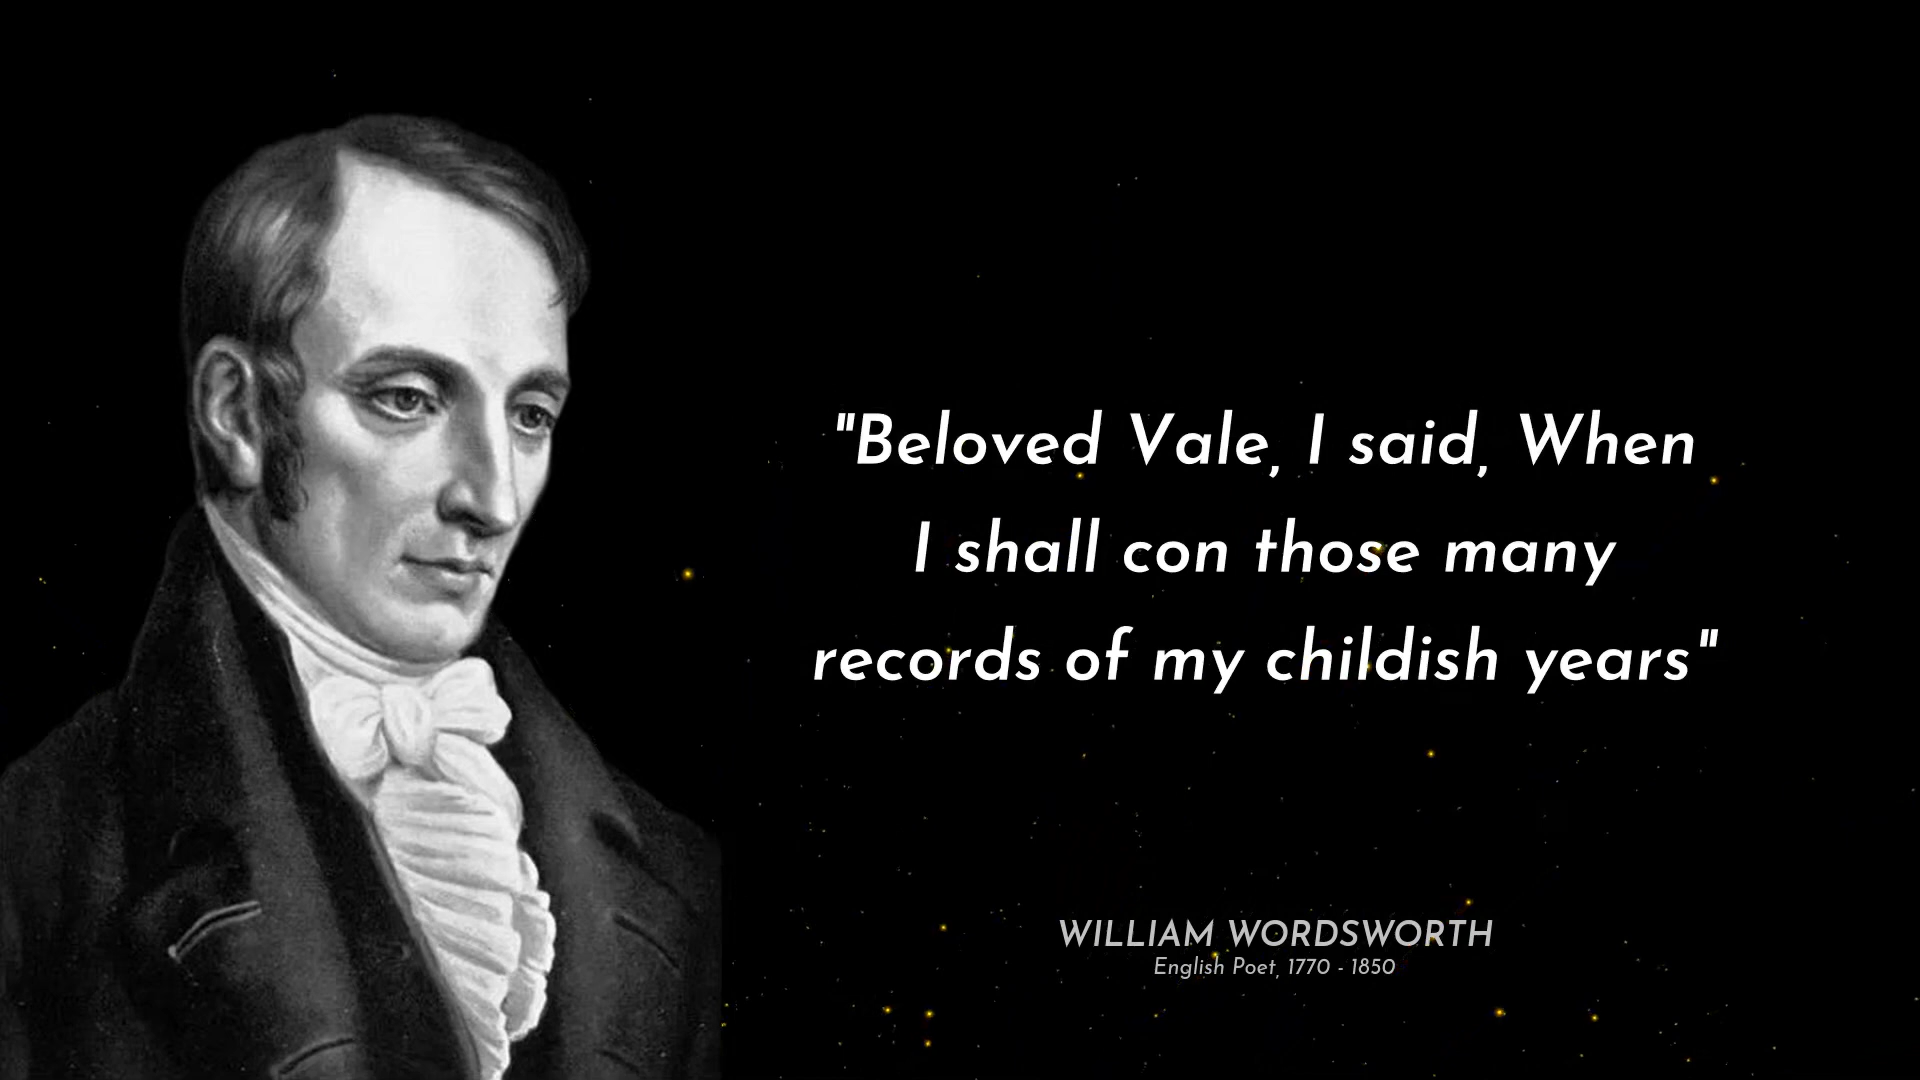 "Beloved Vale, I said, When
I shall con those many
records of my childish years"
WILLIAM WORDSWORTH
English Poet, 1770 - 1850